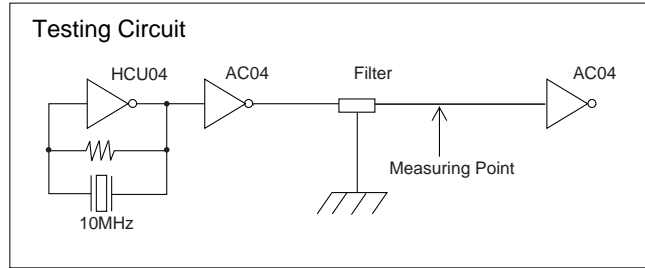 Testing Circuit
HCU04
AC04
Filter
AC04
Measuring Point
10MHz